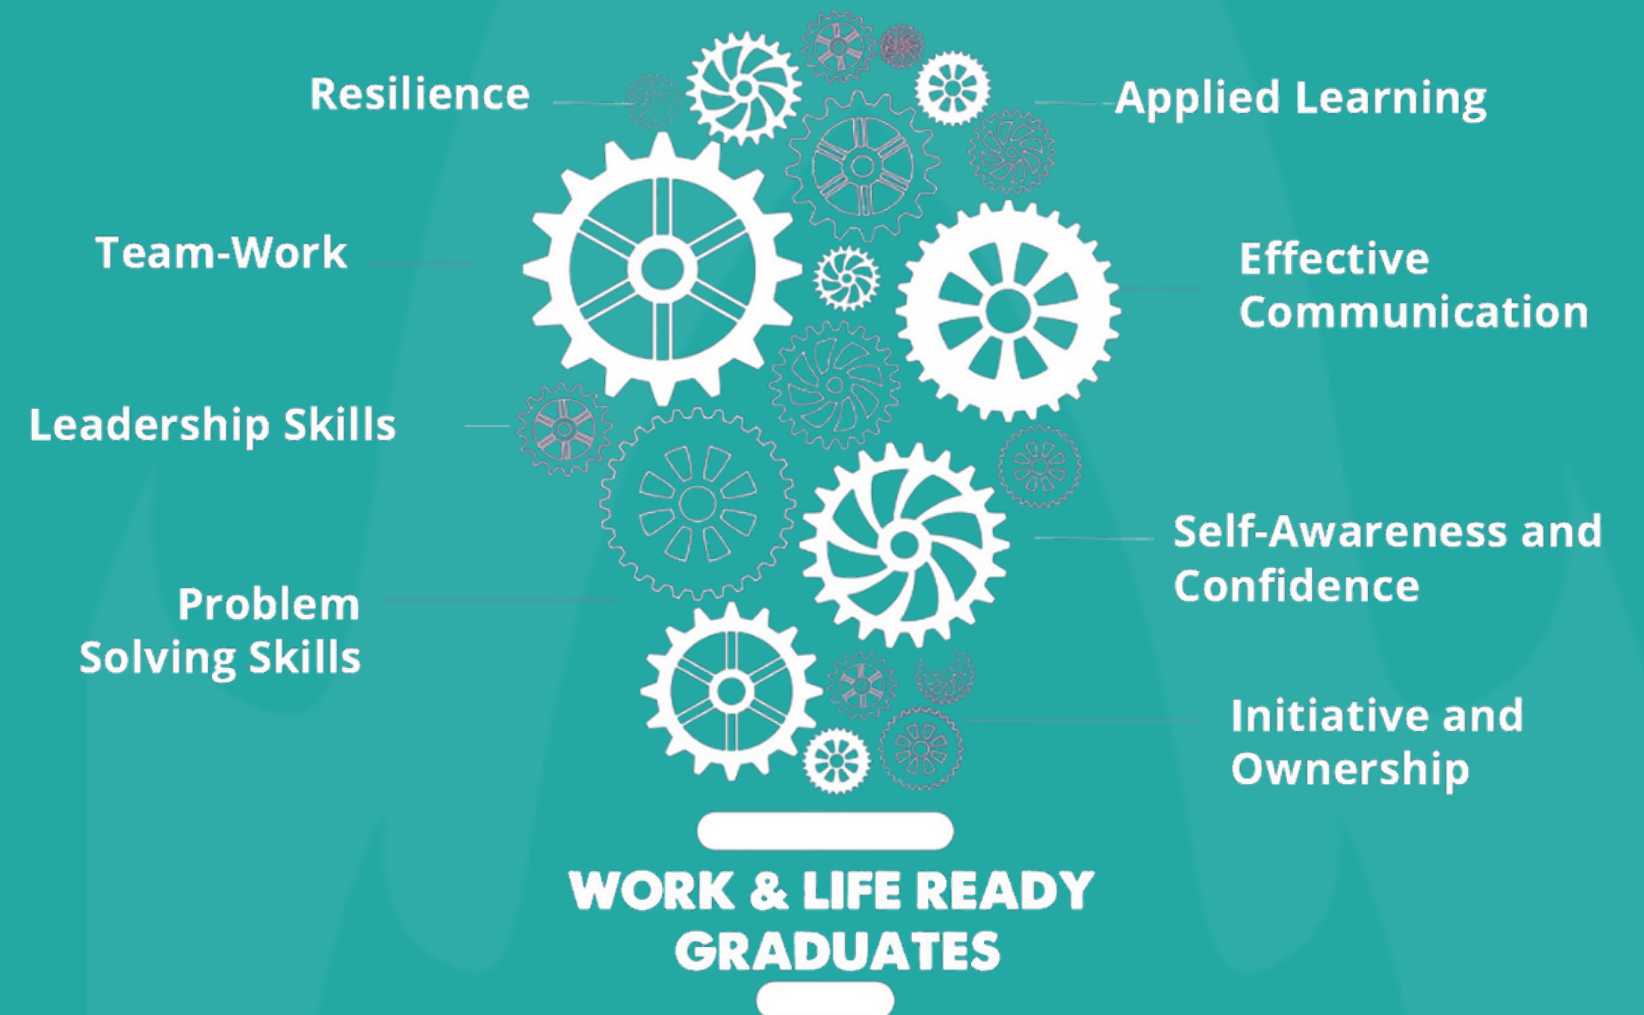 Resilience
Applied Learning
Team-Work
Effective
Communication
Leadership Skills
Self-Awareness and
Confidence
Problem
Solving Skills
Initiative and
Ownership
WORK & LIFE READY
GRADUATES